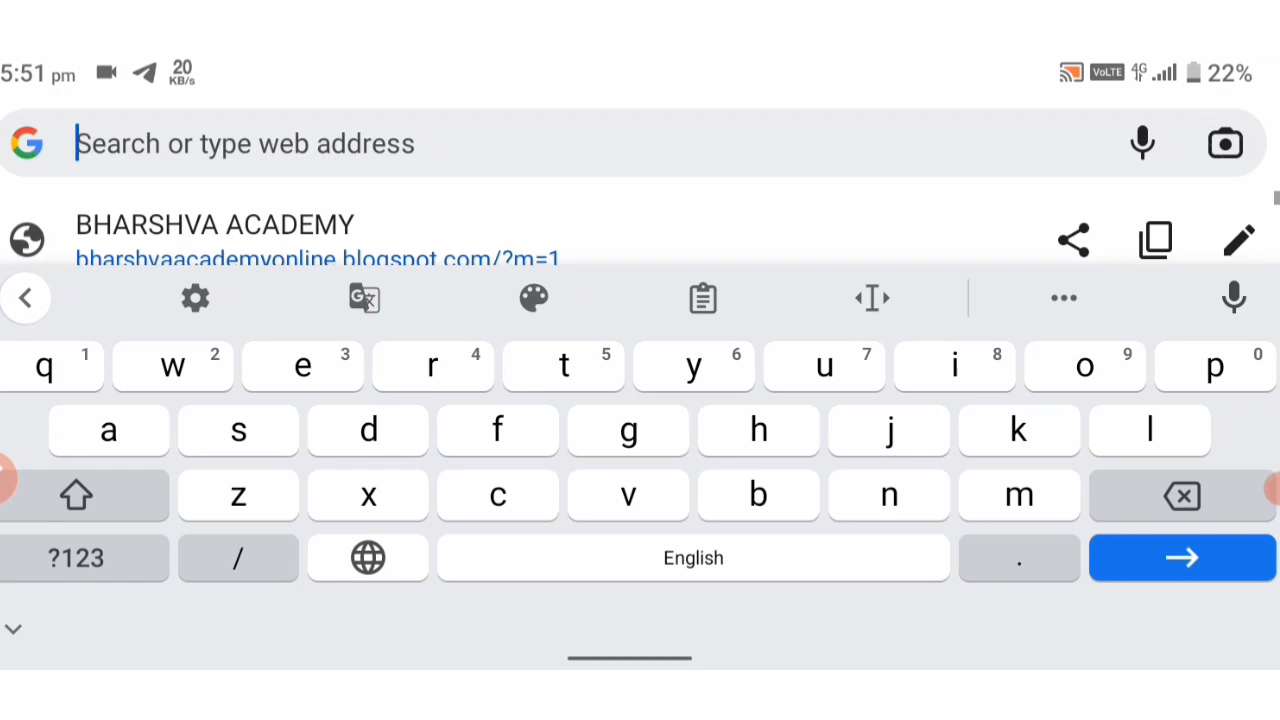 5:51 pm 20 KB/s VoLTE 4G 22%
Search or type web address
BHARSHVA ACADEMY
bharshvaacademyonline.blogspot.com/?m=1
q 1 w 2 e 3 r 4 t 5 y 6 u 7 i 8 o 9 p 0
a s d f g h j k l
z x c v b n m
?123 / English .